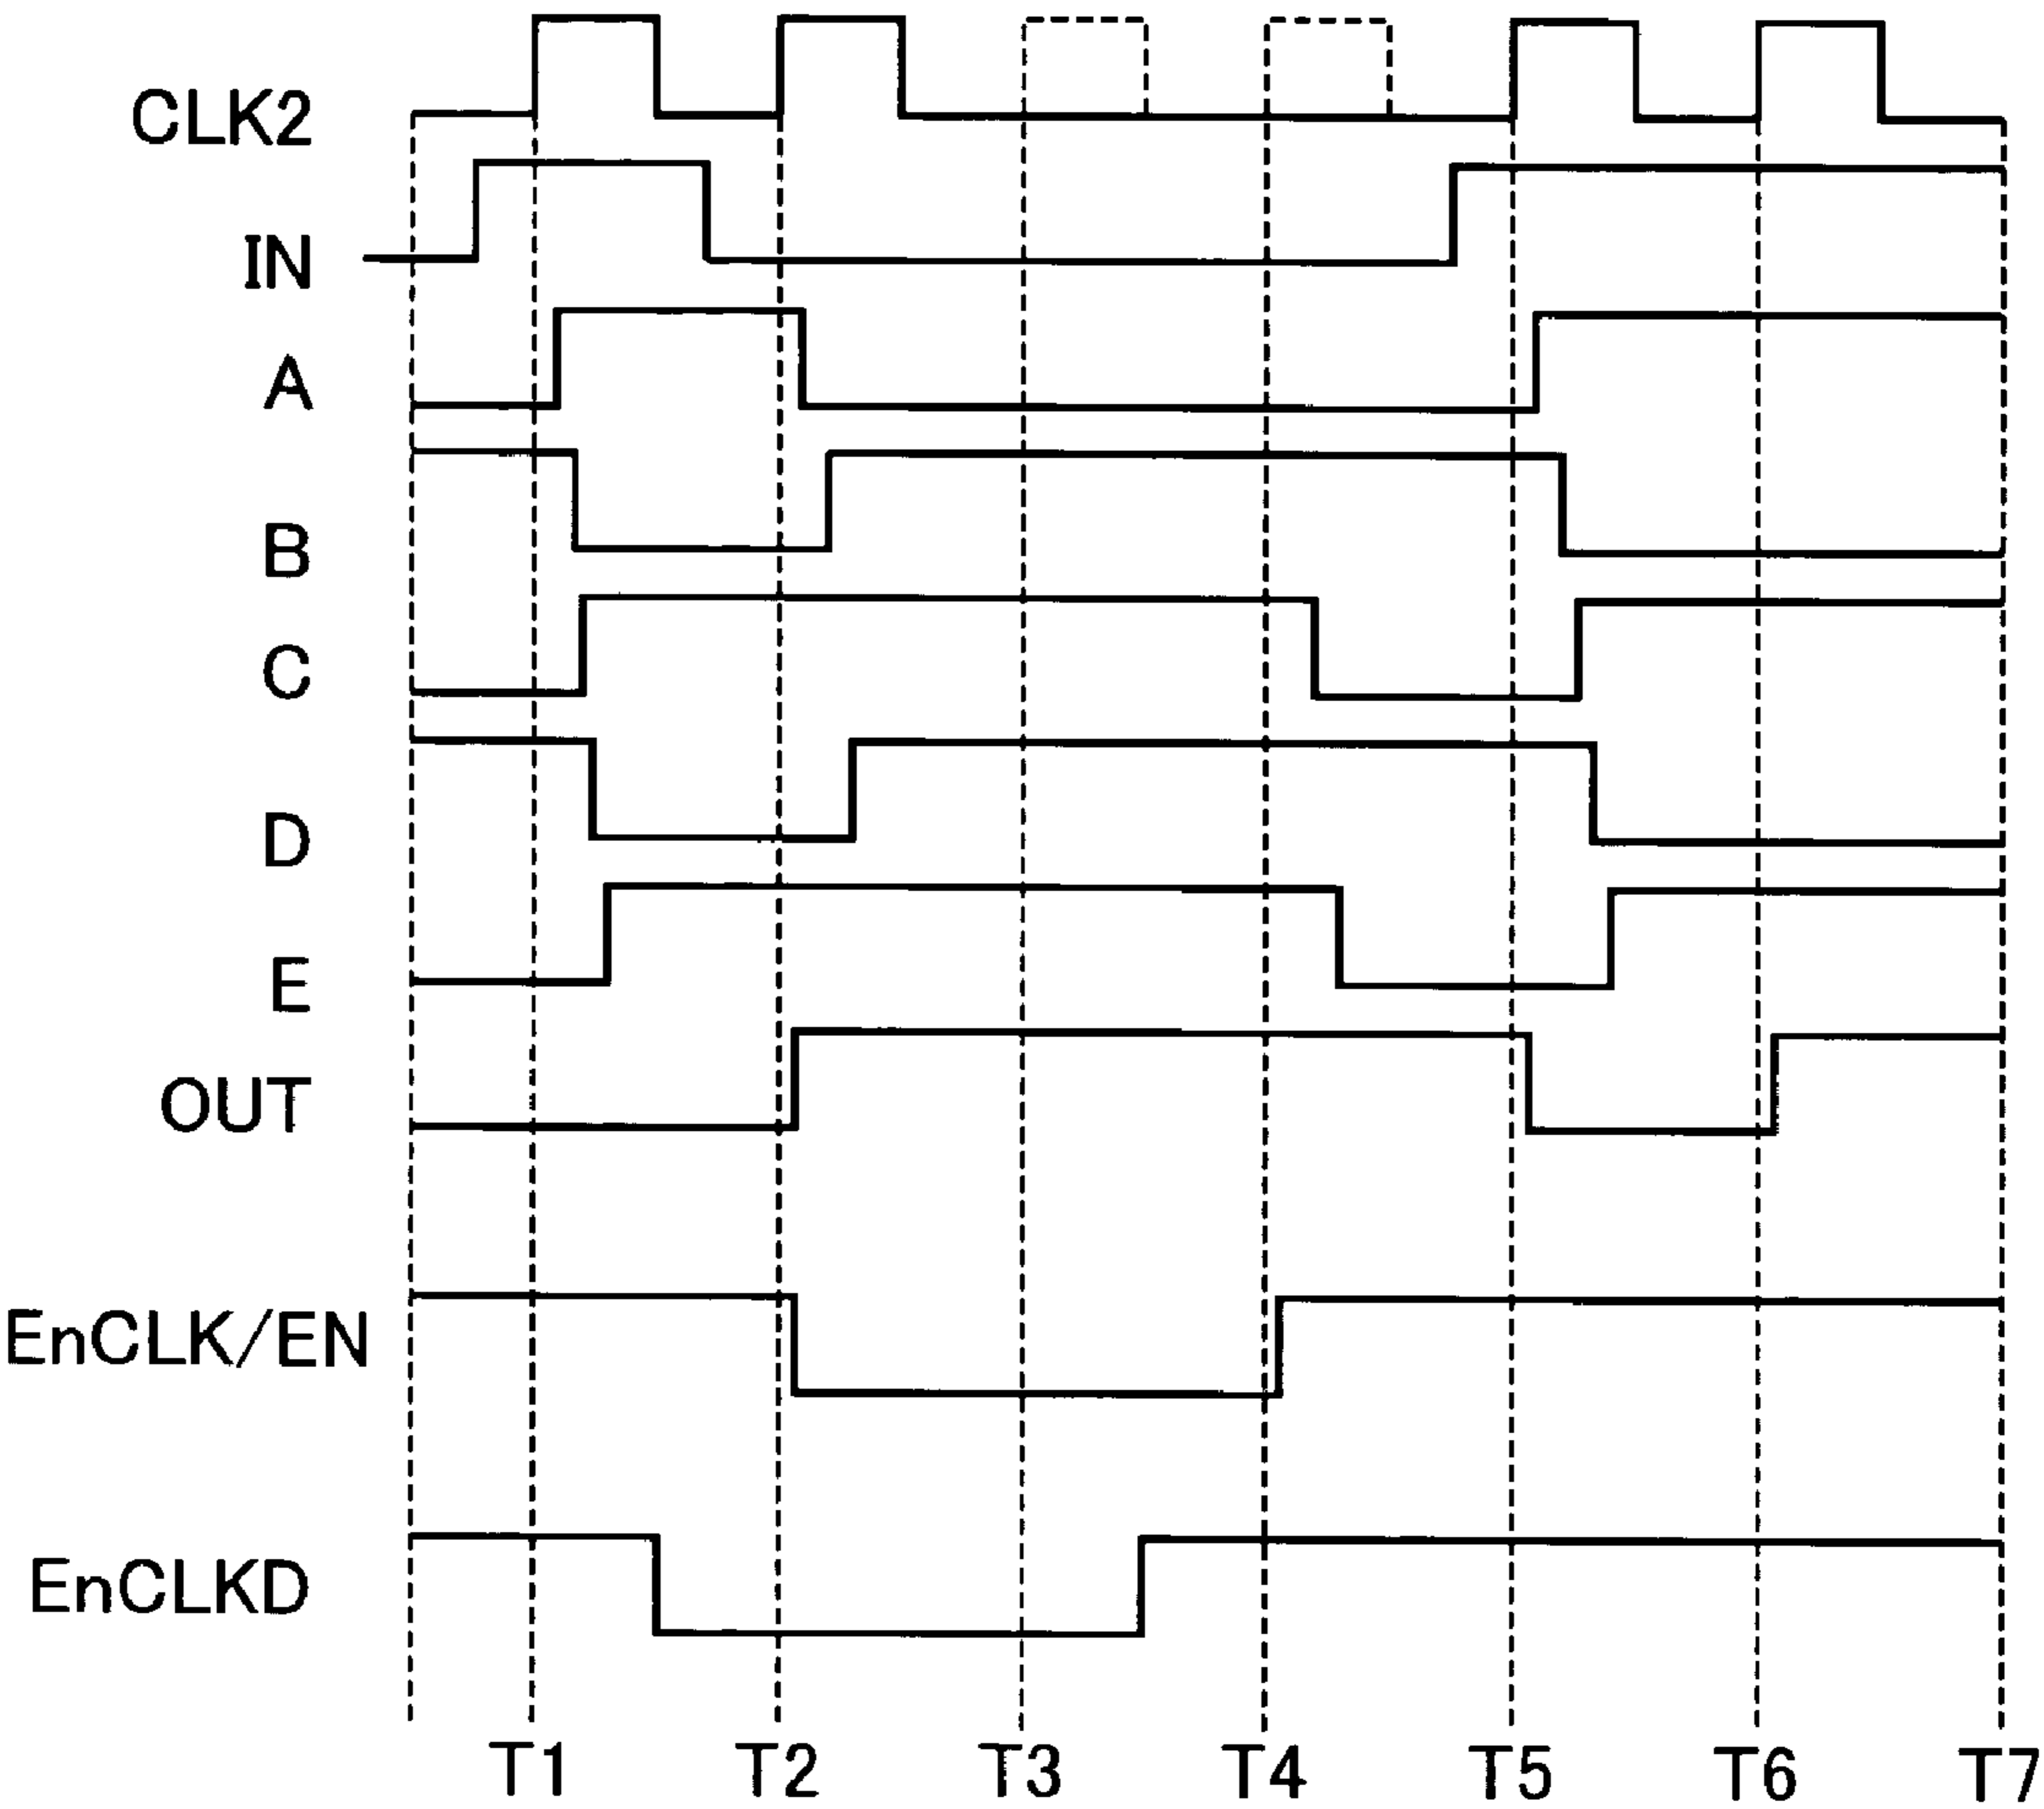 CLK2
IN
A
B
C
D
E
OUT
EnCLK/EN
EnCLKD
T1 T2 T3 T4 T5 T6 T7